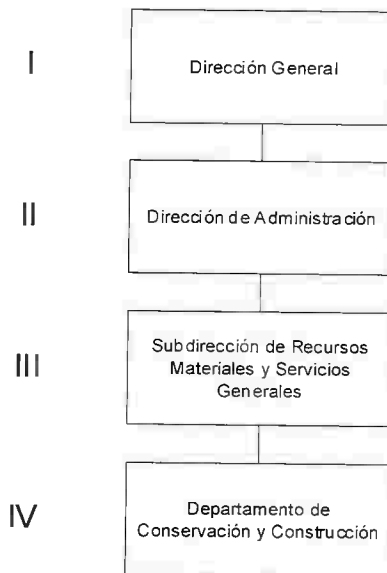 I
Dirección General
II
Dirección de Administración
III
Subdirección de Recursos
Materiales y Servicios
Generales
IV
Departamento de
Conservación y Construcción